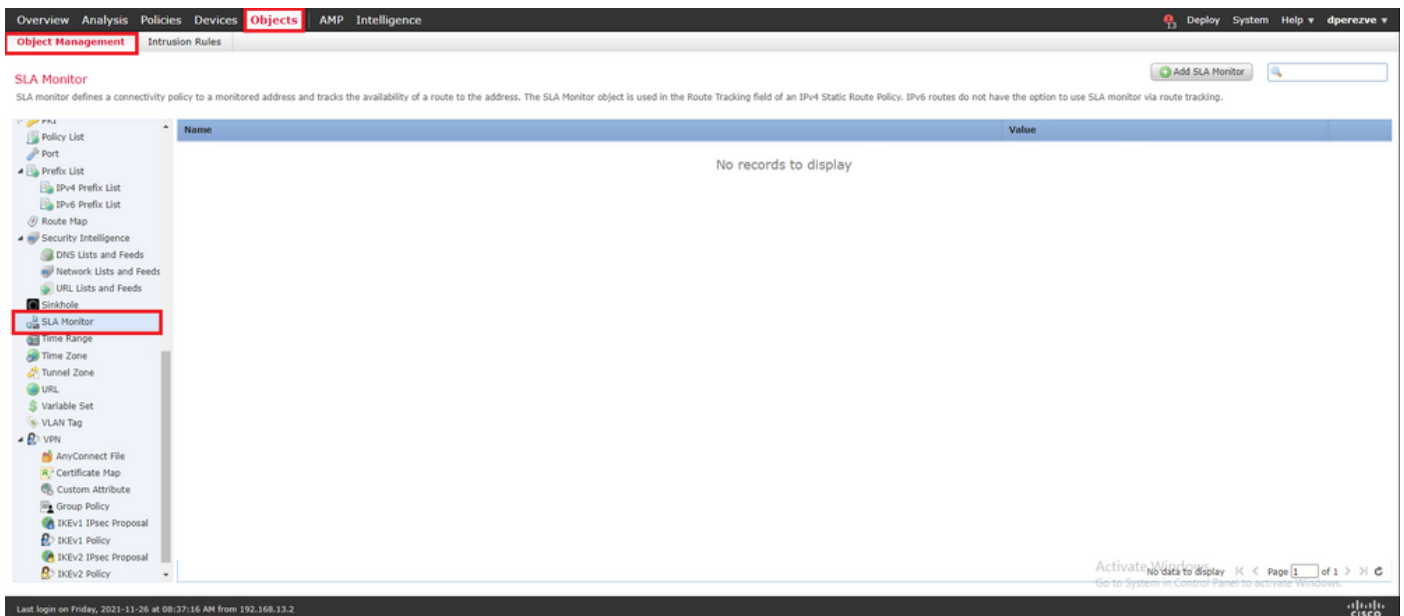 Overview Analysis Policies Devices Objects AMP Intelligence
13 Deploy System Help dperezve
Object Management Intrusion Rules
SLA Monitor
Add SLA Monitor
SLA monitor defines a connectivity policy to a monitored address and tracks the availability of a route to the address. The SLA Monitor object is used in the Route Tracking field of an IPv4 Static Route Policy. IPv6 routes do not have the option to use SLA monitor via route tracking.
PKI
Policy List
Port
Prefix List
IPv4 Prefix List
IPv6 Prefix List
Route Map
Security Intelligence
DNS Lists and Feeds
Network Lists and Feeds
URL Lists and Feeds
Sinkhole
SLA Monitor
Time Range
Time Zone
Tunnel Zone
URL
Variable Set
VLAN Tag
VPN
AnyConnect File
Certificate Map
Custom Attribute
Group Policy
IKEv1 IPsec Proposal
IKEv1 Policy
IKEv2 IPsec Proposal
IKEv2 Policy
Name Value
No records to display
Activate Windows
Go to System in Control Panel to activate Windows.
No data to display Page 1 of 1
Last login on Friday, 2021-11-26 at 08:37:16 AM from 192.168.13.2
CISCO